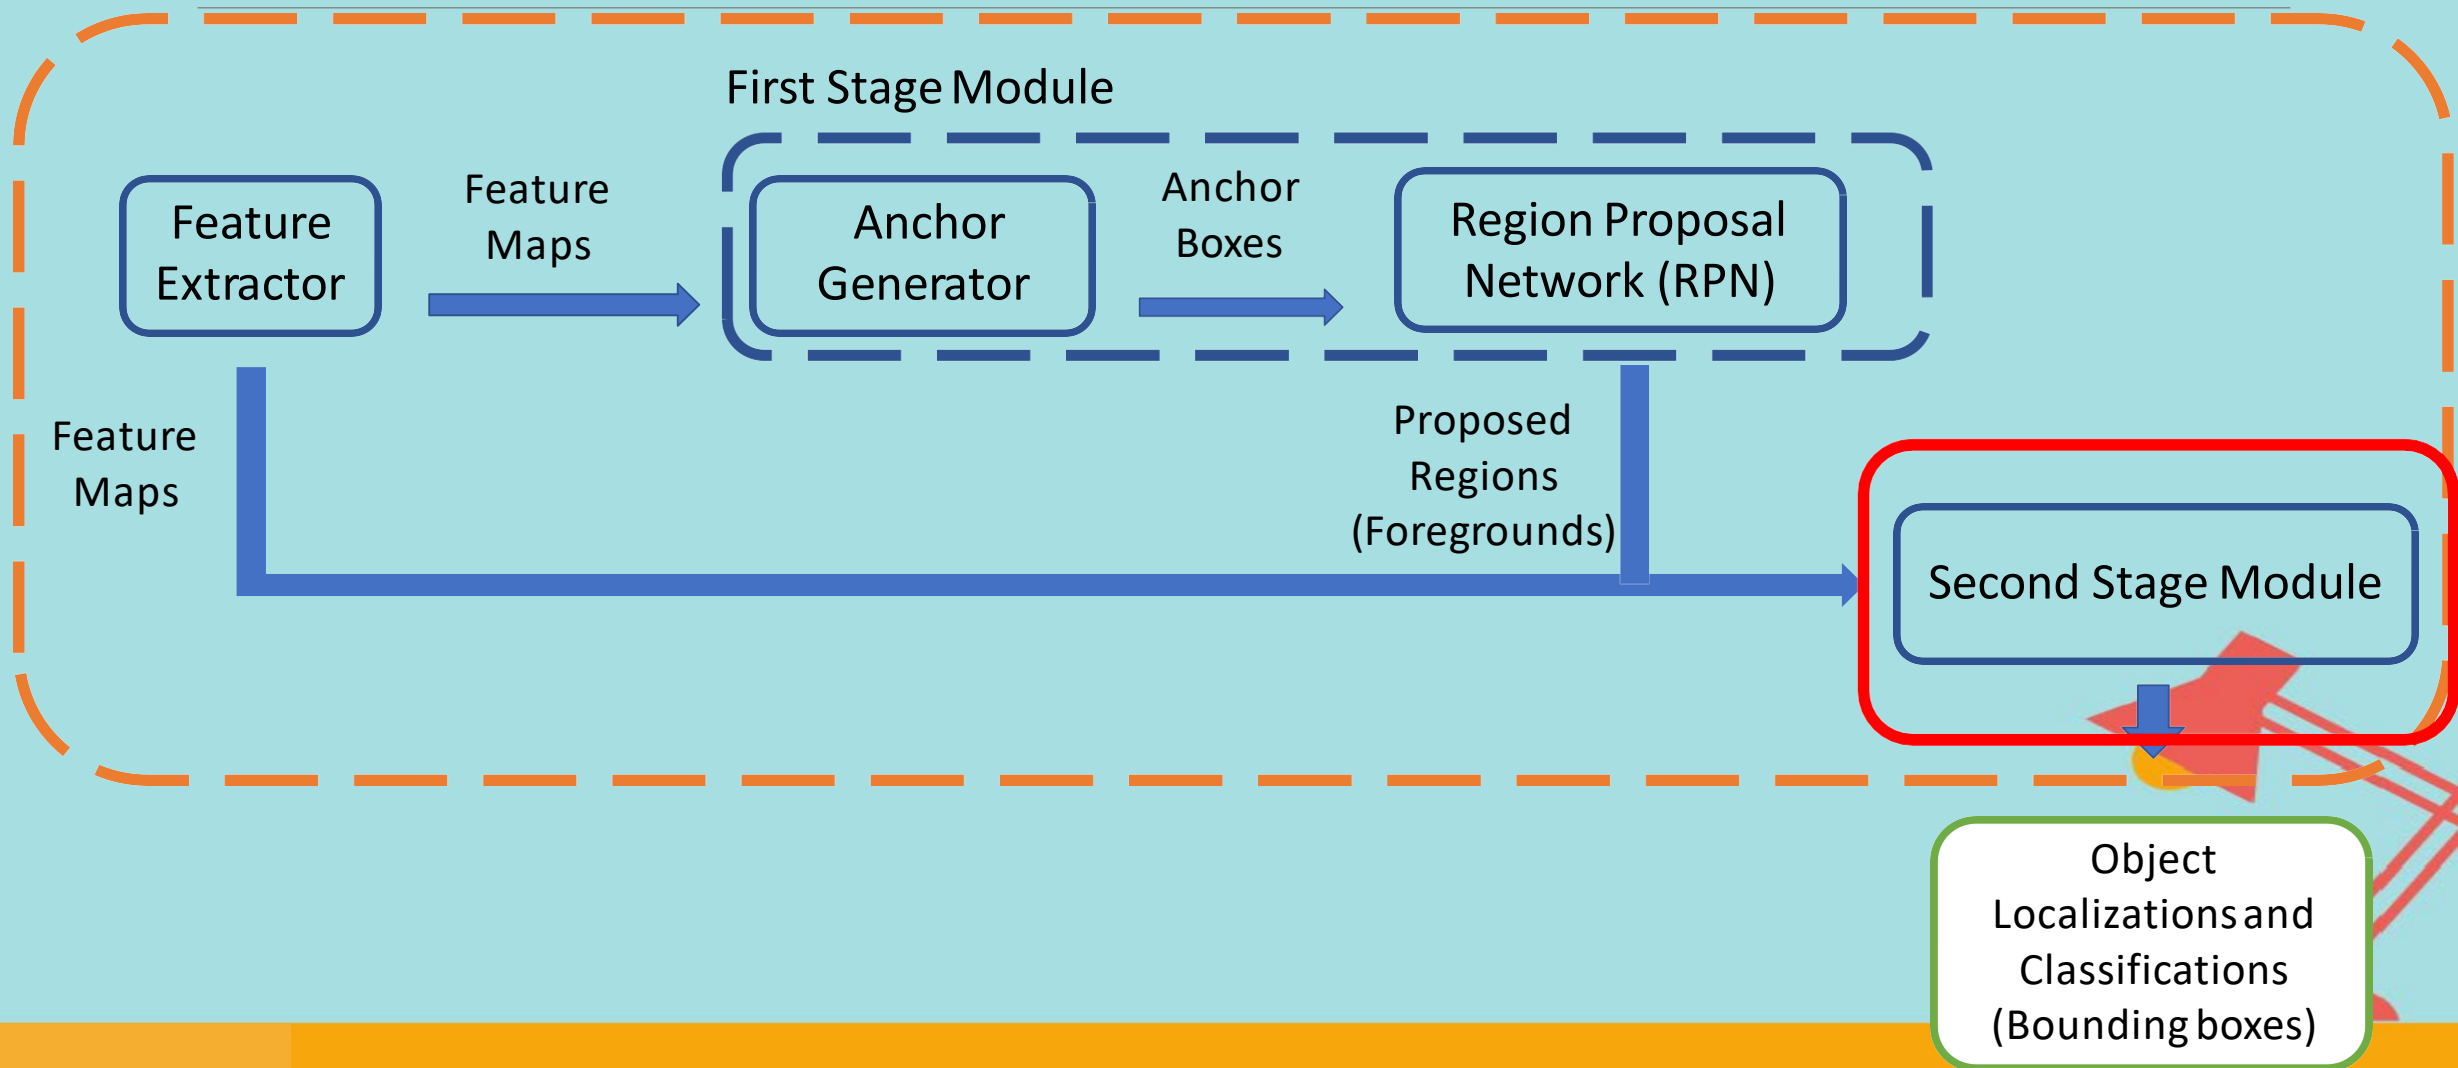 First Stage Module
Feature
Extractor
Feature
Maps
Anchor
Generator
Anchor
Boxes
Region Proposal
Network (RPN)
Feature
Maps
Proposed
Regions
(Foregrounds)
Second Stage Module
Object
Localizations and
Classifications
(Bounding boxes)